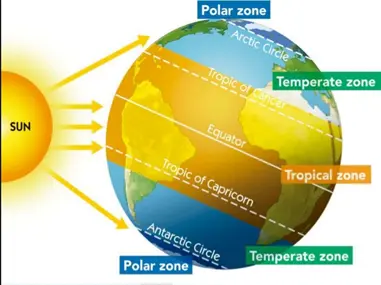 Polar zone
Arctic Circle
Temperate zone
Tropic of Cancer
SUN
Equator
Tropical zone
Tropic of Capricorn
Antarctic Circle
Temperate zone
Polar zone